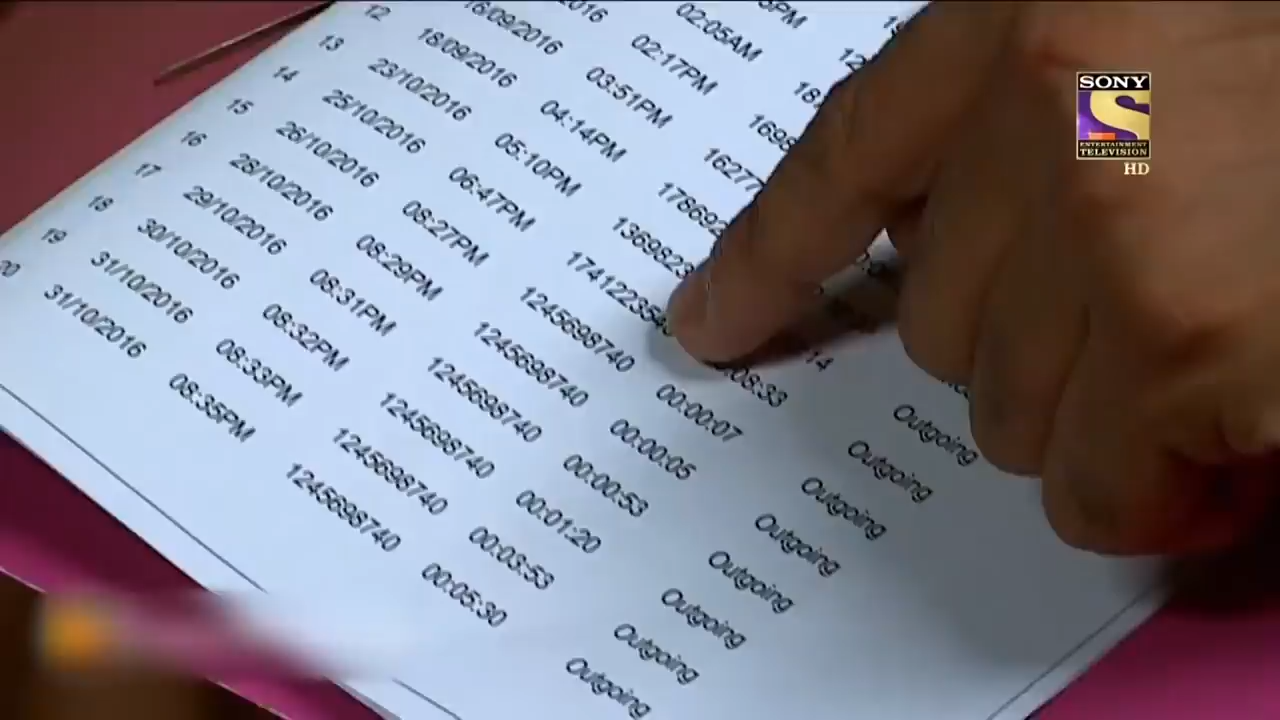 02:05AM
02:17PM
16/09/2016 03:51PM
12 18/09/2016 04:14PM
13 23/10/2016 05:10PM Outgoing
14 25/10/2016 06:47PM :08:33 Outgoing
15 26/10/2016 08:27PM 1245698740 00:00:07 Outgoing
16 28/10/2016 08:29PM 1245698740 00:00:05 Outgoing
17 29/10/2016 08:31PM 1245698740 00:00:53 Outgoing
18 30/10/2016 08:32PM 1245698740 00:01:20 Outgoing
19 31/10/2016 08:33PM 1245698740 00:03:53 Outgoing
20 31/10/2016 08:35PM 1245698740 00:05:30 Outgoing
SONY
ENTERTAINMENT
TELEVISION
HD